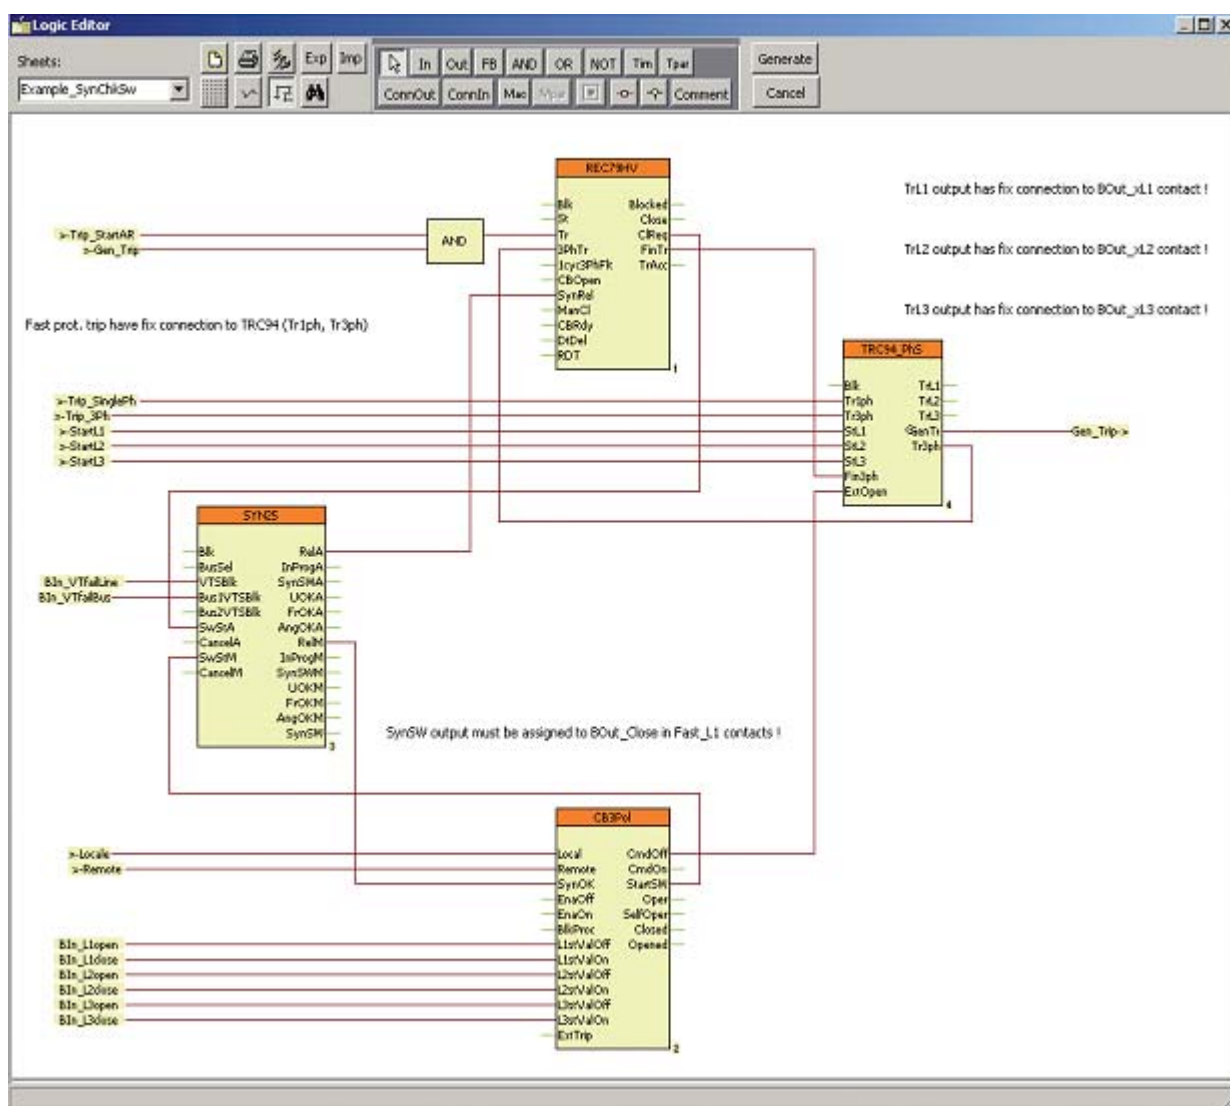 Logic Editor
Sheets:
Exp Imp
In Out FB AND OR NOT Tim Tpar
Generate
Example_SynChkSw
ConnOut ConnIn Mac Mpar Comment
Cancel
REC79HV
Blk Blocked
St Close
Tr ClReq
3PhTr FinTr
1cyc3PhFlt TrAcc
CBOpen
SynRel
ManCl
CBRdy
DtDel
RDT
1
>-Trip_StartAR
>-Gen_Trip
AND
TrL1 output has fix connection to BOut_xL1 contact !
TrL2 output has fix connection to BOut_xL2 contact !
TrL3 output has fix connection to BOut_xL3 contact !
Fast prot. trip have fix connection to TRC94 (Tr1ph, Tr3ph)
TRC94_PhS
Blk TrL1
Tr1ph TrL2
Tr3ph TrL3
StL1 GenTr
StL2 Tr3ph
StL3
Fin3ph
ExtOpen
4
Gen_Trip->
>-Trip_SinglePh
>-Trip_3Ph
>-StartL1
>-StartL2
>-StartL3
SYN25
Blk RelA
BusSel InProgA
VTSBlk SynSMA
Bus1VTSBlk UOKA
Bus2VTSBlk FrOKA
SwStA AngOKA
CancelA RelM
SwStM InProgM
CancelM SynSWM
UOKM
FrOKM
AngOKM
SynSW
3
BIn_VTfailLine
BIn_VTfailBus
SynSW output must be assigned to BOut_Close in Fast_L1 contacts !
CB3Pol
Local CmdOff
Remote CmdOn
SynOK StartSW
EnaOff Oper
EnaOn SelfOper
BlkProc Closed
L1stValOff Opened
L1stValOn
L2stValOff
L2stValOn
L3stValOff
L3stValOn
ExtTrip
2
>-Locale
>-Remote
BIn_L1open
BIn_L1close
BIn_L2open
BIn_L2close
BIn_L3open
BIn_L3close